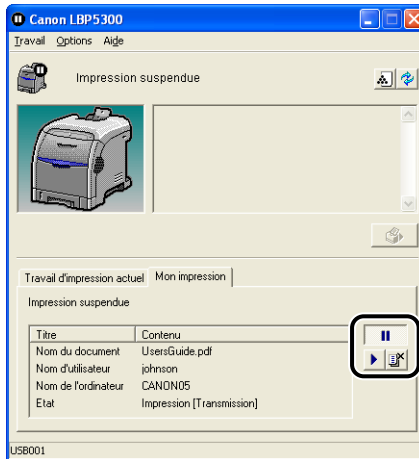 Canon LBP5300
Travail Options Aide
Impression suspendue
Travail d'impression actuel Mon impression
Impression suspendue
Titre Contenu
Nom du document UsersGuide.pdf
Nom d'utilisateur johnson
Nom de l'ordinateur CANON05
Etat Impression [Transmission]
USB001